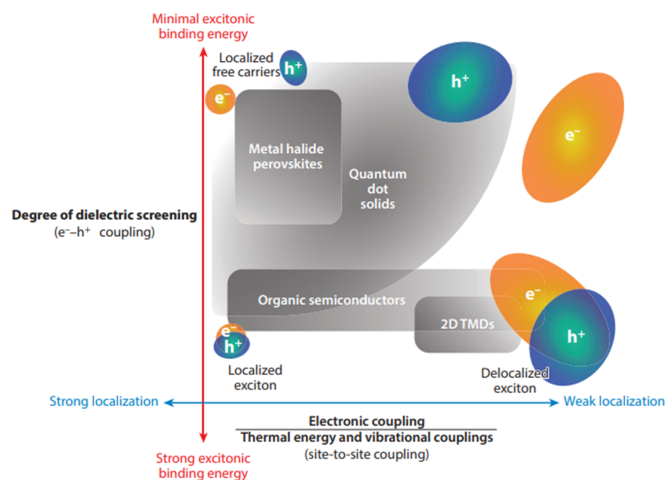 Minimal excitonic
binding energy
Localized
free carriers
h⁺
e⁻
h⁺
e⁻
Metal halide
perovskites
Quantum
dot
solids
Degree of dielectric screening
(e⁻–h⁺ coupling)
Organic semiconductors
e⁻
2D TMDs
h⁺
e⁻
h⁺
Localized
exciton
Delocalized
exciton
Strong localization
Weak localization
Electronic coupling
Thermal energy and vibrational couplings
(site-to-site coupling)
Strong excitonic
binding energy